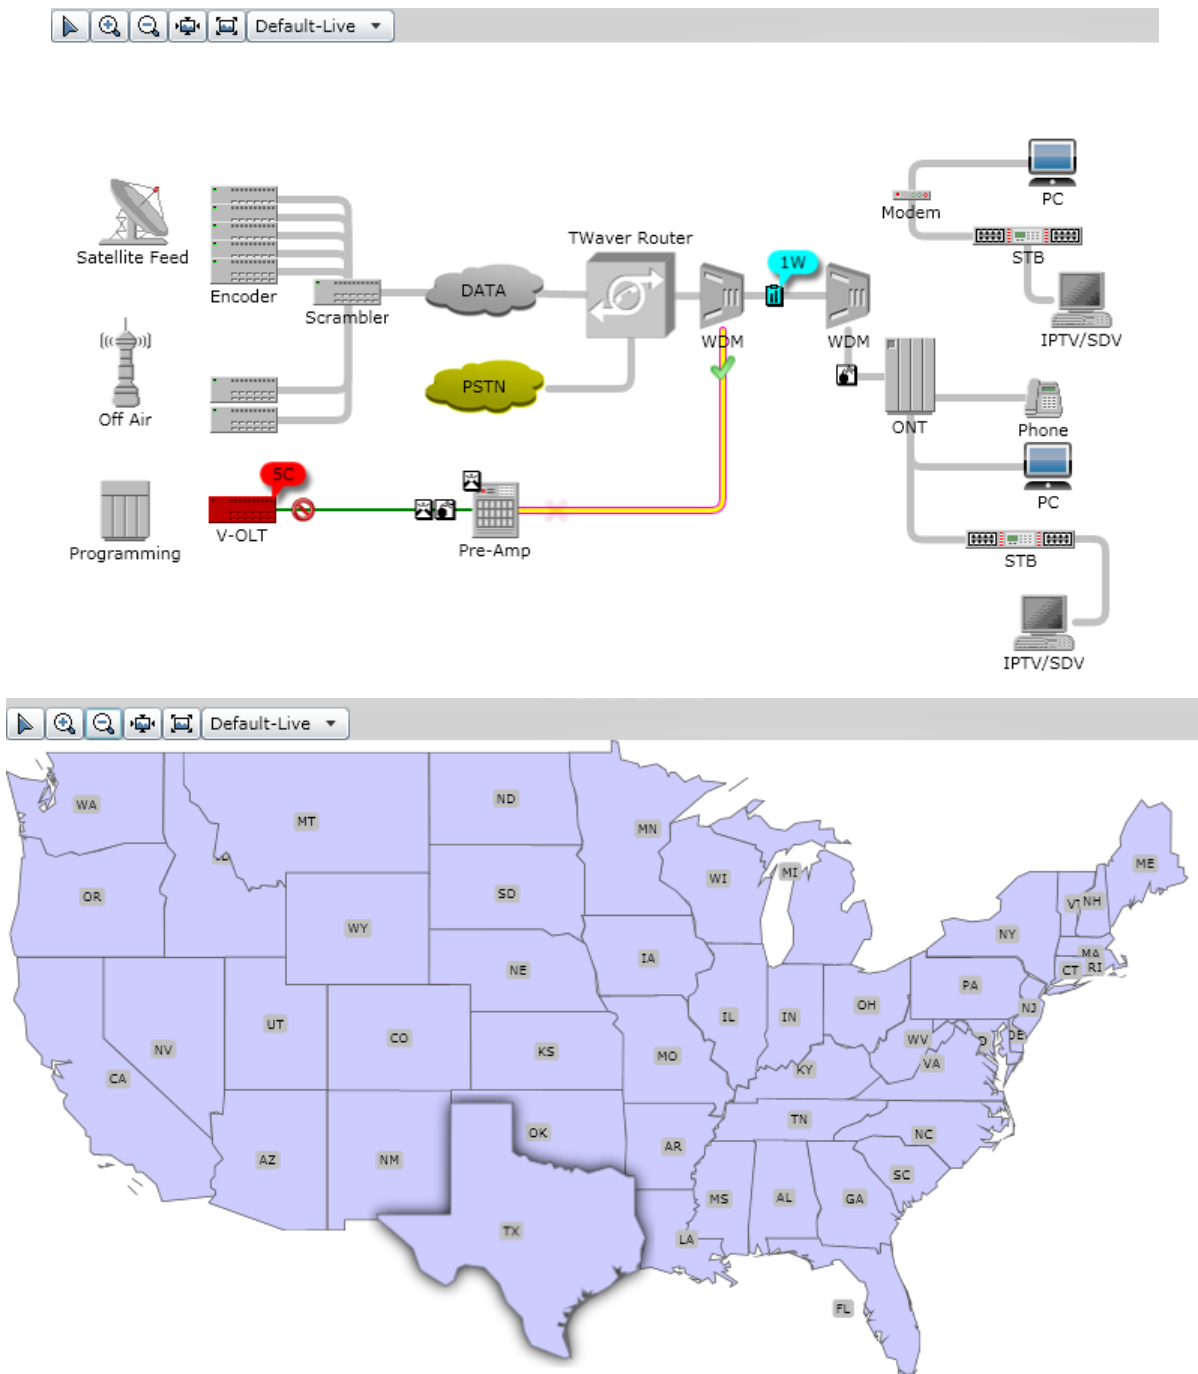 Default-Live
PC
Modem
STB
Satellite Feed
TWaver Router
1W
Encoder
DATA
Scrambler
IPTV/SDV
WDM
WDM
PSTN
Off Air
ONT
Phone
5C
PC
V-OLT
Pre-Amp
Programming
STB
IPTV/SDV
Default-Live
WA
ND
MT
MN
ME
MI
WI
OR
SD
NH
WY
NY
MA
IA
NE
CT
RI
PA
OH
NJ
IL
IN
UT
CO
DE
WV
NV
KS
MO
VA
KY
CA
TN
OK
NC
AR
AZ
NM
SC
MS
AL
GA
TX
LA
FL